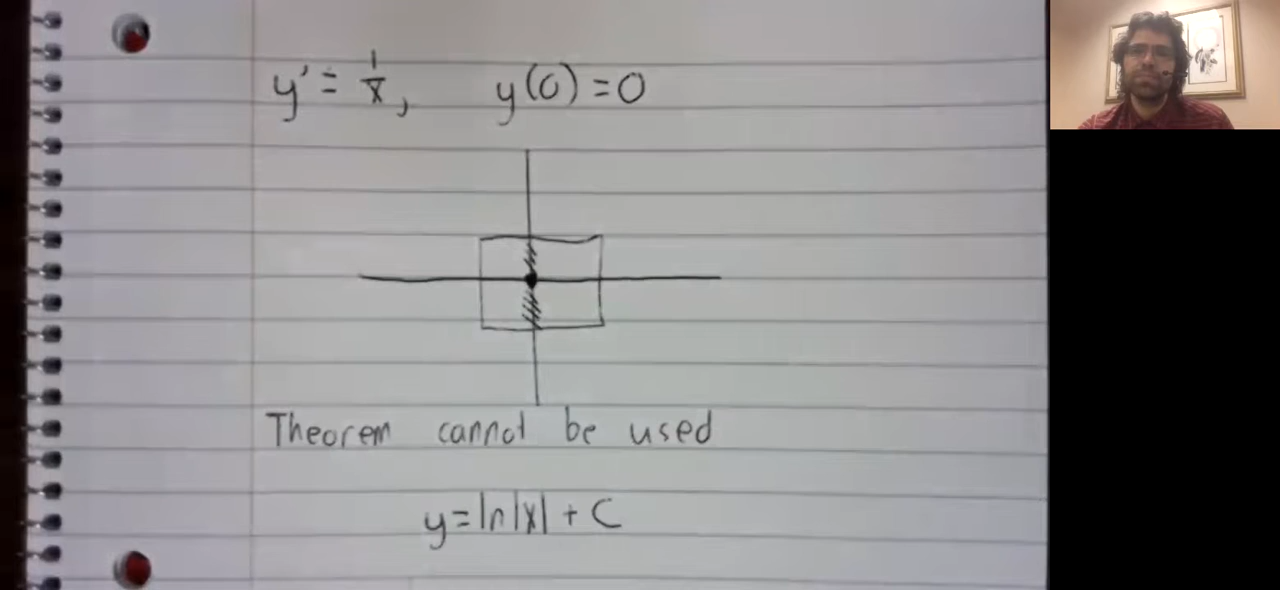 y' = 1/x, y(0) = 0
Theorem cannot be used
y = ln|x| + C